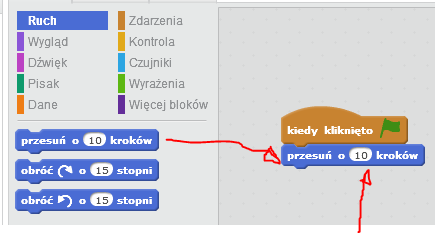 Ruch
Zdarzenia
Wygląd
Kontrola
Dźwięk
Czujniki
Pisak
Wyrażenia
Dane
Więcej bloków
przesuń o 10 kroków
obróć o 15 stopni
obróć o 15 stopni
kiedy kliknięto
przesuń o 10 kroków